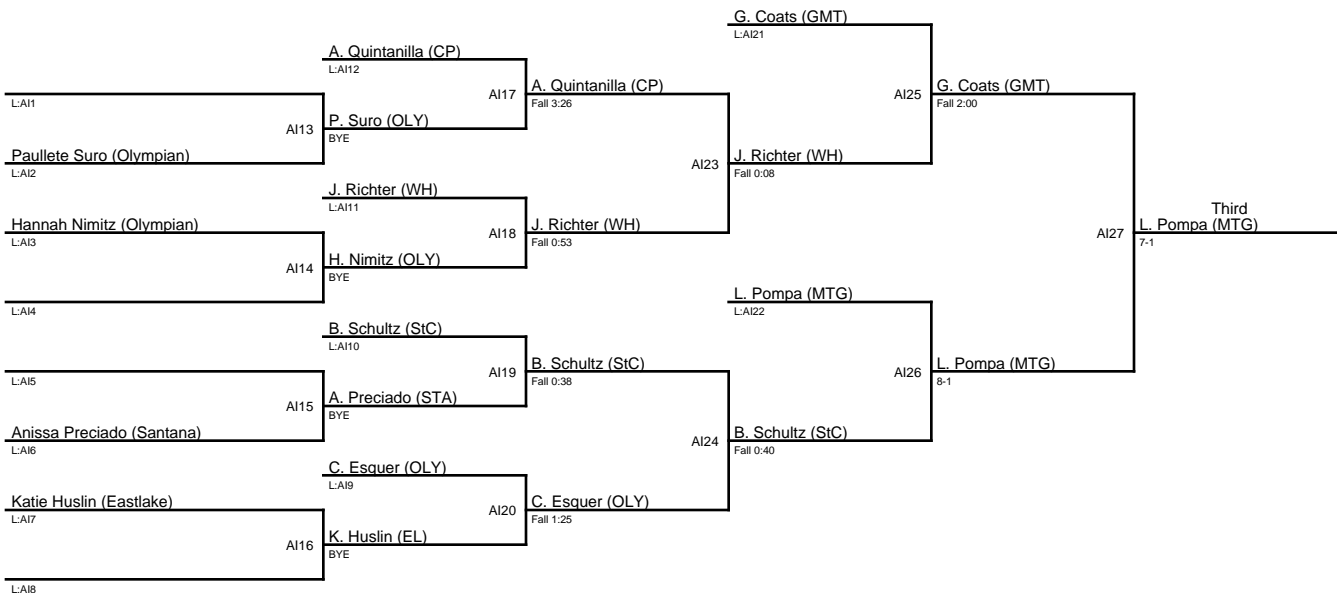 G. Coats (GMT)
L:AI21
A. Quintanilla (CP)
L:AI12
AI17
A. Quintanilla (CP)
Fall 3:26
AI25
G. Coats (GMT)
Fall 2:00
L:AI1
AI13
P. Suro (OLY)
BYE
Paullete Suro (Olympian)
L:AI2
AI23
J. Richter (WH)
Fall 0:08
J. Richter (WH)
L:AI11
Hannah Nimitz (Olympian)
L:AI3
AI18
J. Richter (WH)
Fall 0:53
AI27
Third
L. Pompa (MTG)
7-1
AI14
H. Nimitz (OLY)
BYE
L:AI4
L. Pompa (MTG)
L:AI22
B. Schultz (StC)
L:AI10
L:AI5
AI19
B. Schultz (StC)
Fall 0:38
AI26
L. Pompa (MTG)
8-1
AI15
A. Preciado (STA)
BYE
Anissa Preciado (Santana)
L:AI6
AI24
B. Schultz (StC)
Fall 0:40
C. Esquer (OLY)
L:AI9
Katie Huslin (Eastlake)
L:AI7
AI20
C. Esquer (OLY)
Fall 1:25
AI16
K. Huslin (EL)
BYE
L:AI8